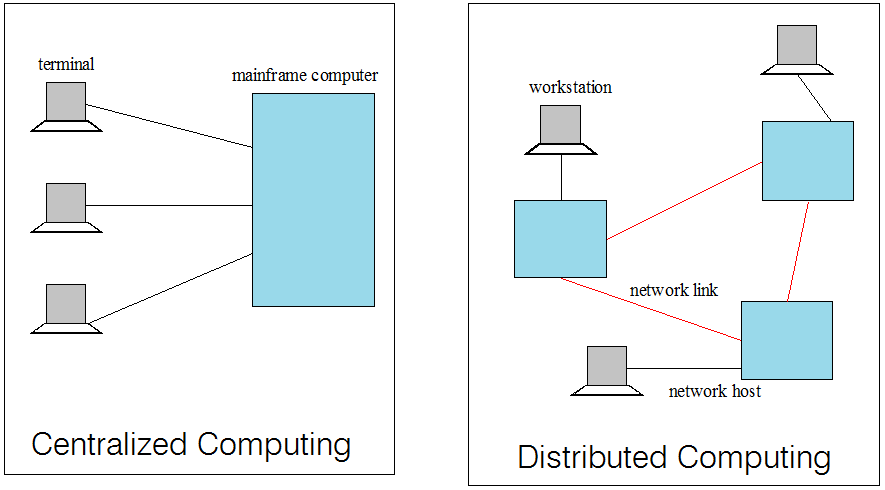 terminal
mainframe computer
Centralized Computing
workstation
network link
network host
Distributed Computing